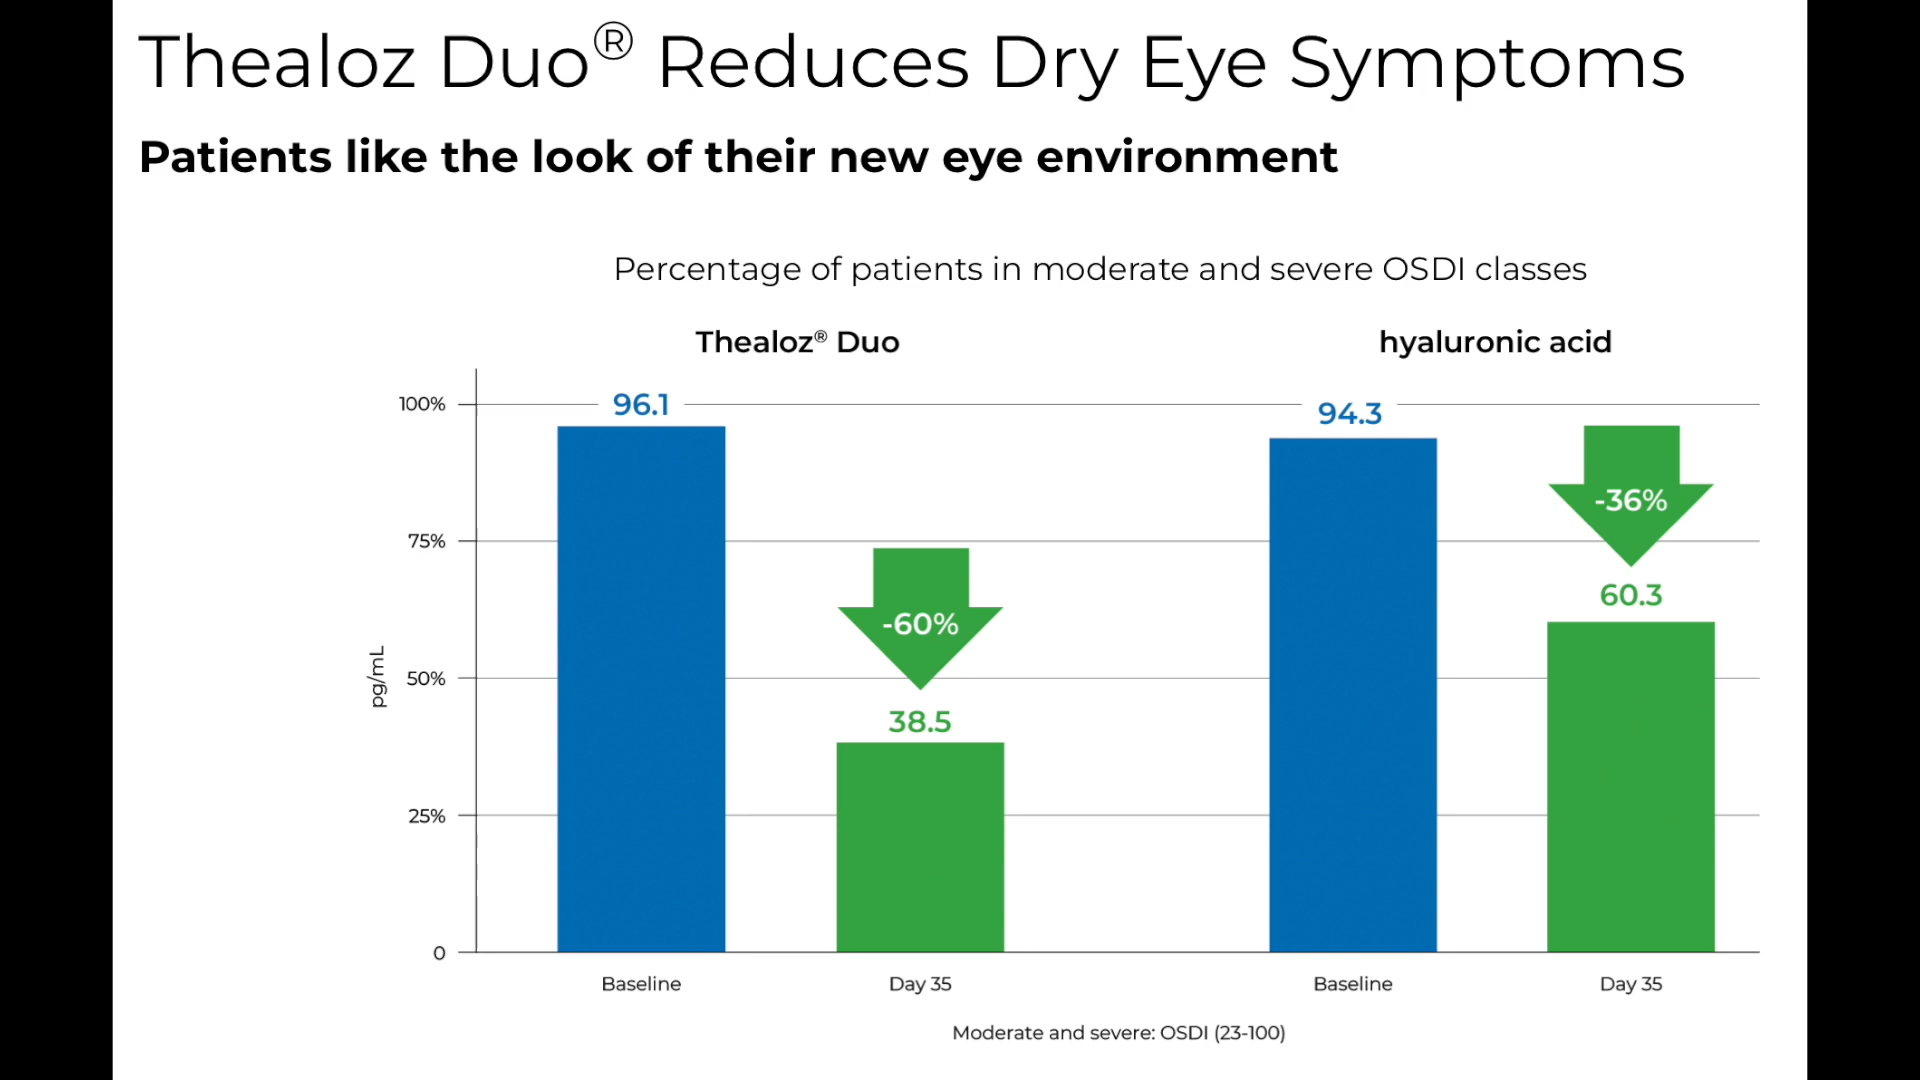 Thealoz Duo® Reduces Dry Eye Symptoms
Patients like the look of their new eye environment
Percentage of patients in moderate and severe OSDI classes
Thealoz® Duo
hyaluronic acid
100%
75%
50%
25%
0
pg/mL
96.1
-60%
38.5
94.3
-36%
60.3
Baseline
Day 35
Baseline
Day 35
Moderate and severe: OSDI (23-100)